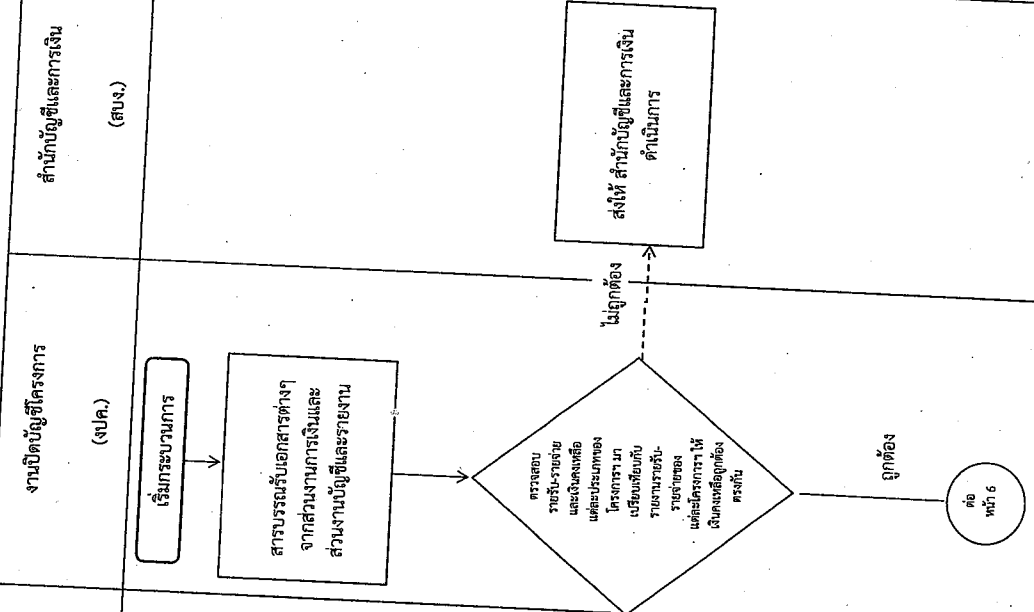 งานปิดบัญชีโครงการ
(งปค.)
สำนักบัญชีและการเงิน
(สบง.)
เริ่มกระบวนการ
สารบรรณรับเอกสารต่างๆ
จากส่วนงานการเงินและ
ส่วนงานบัญชีและรายงาน
ตรวจสอบ
รายรับ-รายจ่าย
และเงินคงเหลือ
แต่ละประเภทของ
โครงการฯ มา
เปรียบเทียบกับ
รายงานรายรับ-
รายจ่ายของ
แต่ละโครงการฯ ให้
เงินคงเหลือถูกต้อง
ตรงกัน
ไม่ถูกต้อง
ส่งให้ สำนักบัญชีและการเงิน
ดำเนินการ
ถูกต้อง
ต่อ
หน้า 6